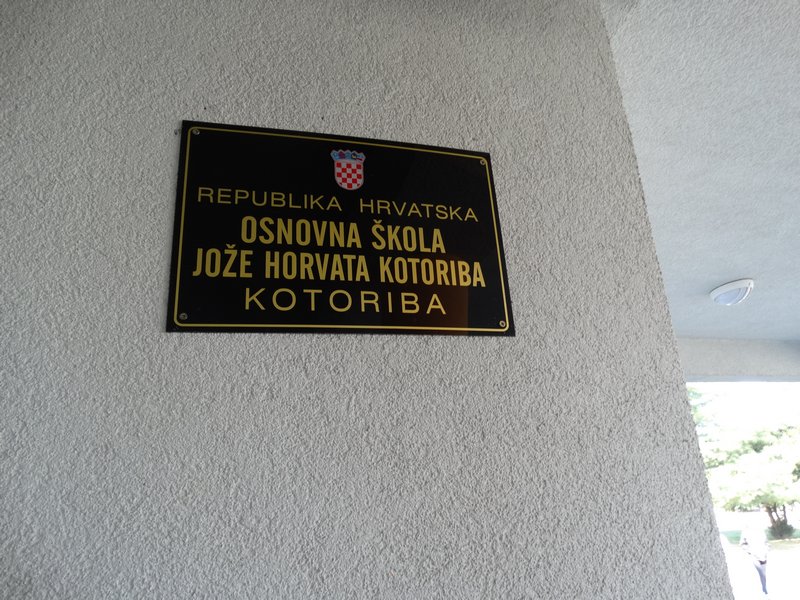 REPUBLIKA HRVATSKA
OSNOVNA ŠKOLA
JOŽE HORVATA KOTORIBA
KOTORIBA